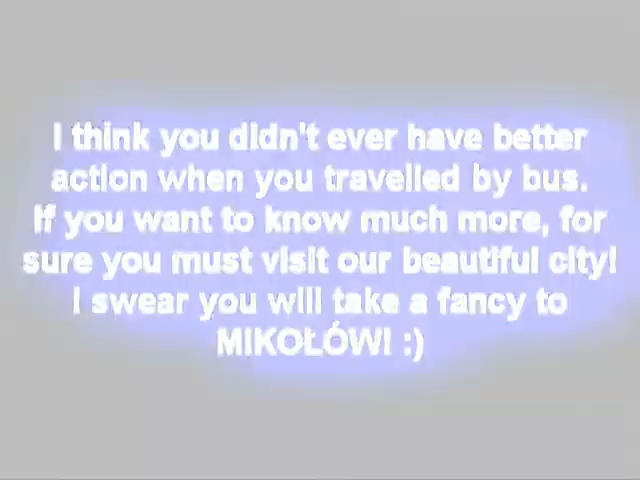 I think you didn't ever have better
action when you travelled by bus.
If you want to know much more, for
sure you must visit our beautiful city!
I swear you will take a fancy to
MIKOŁÓW! :)